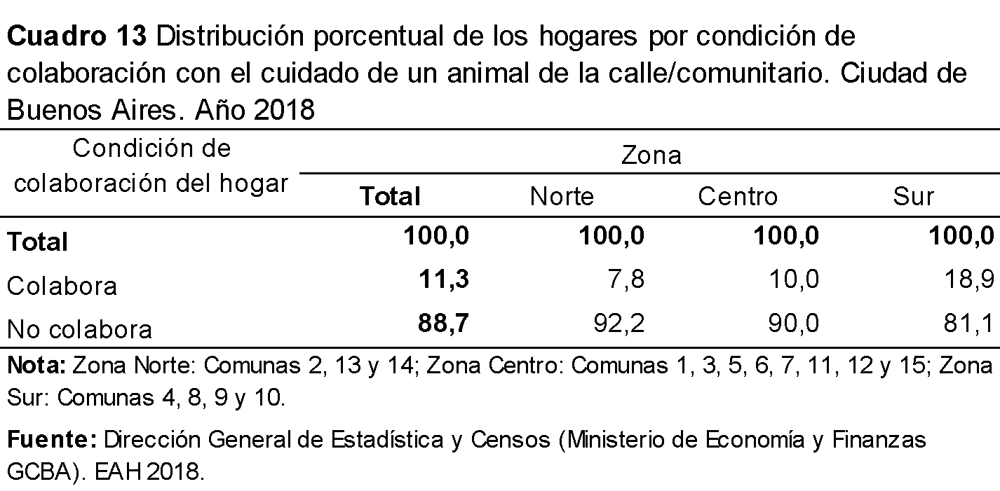 Cuadro 13 Distribución porcentual de los hogares por condición de
colaboración con el cuidado de un animal de la calle/comunitario. Ciudad de
Buenos Aires. Año 2018
Condición de
colaboración del hogar
Zona
Total Norte Centro Sur
Total 100,0 100,0 100,0 100,0
Colabora 11,3 7,8 10,0 18,9
No colabora 88,7 92,2 90,0 81,1
Nota: Zona Norte: Comunas 2, 13 y 14; Zona Centro: Comunas 1, 3, 5, 6, 7, 11, 12 y 15; Zona
Sur: Comunas 4, 8, 9 y 10.
Fuente: Dirección General de Estadística y Censos (Ministerio de Economía y Finanzas
GCBA). EAH 2018.